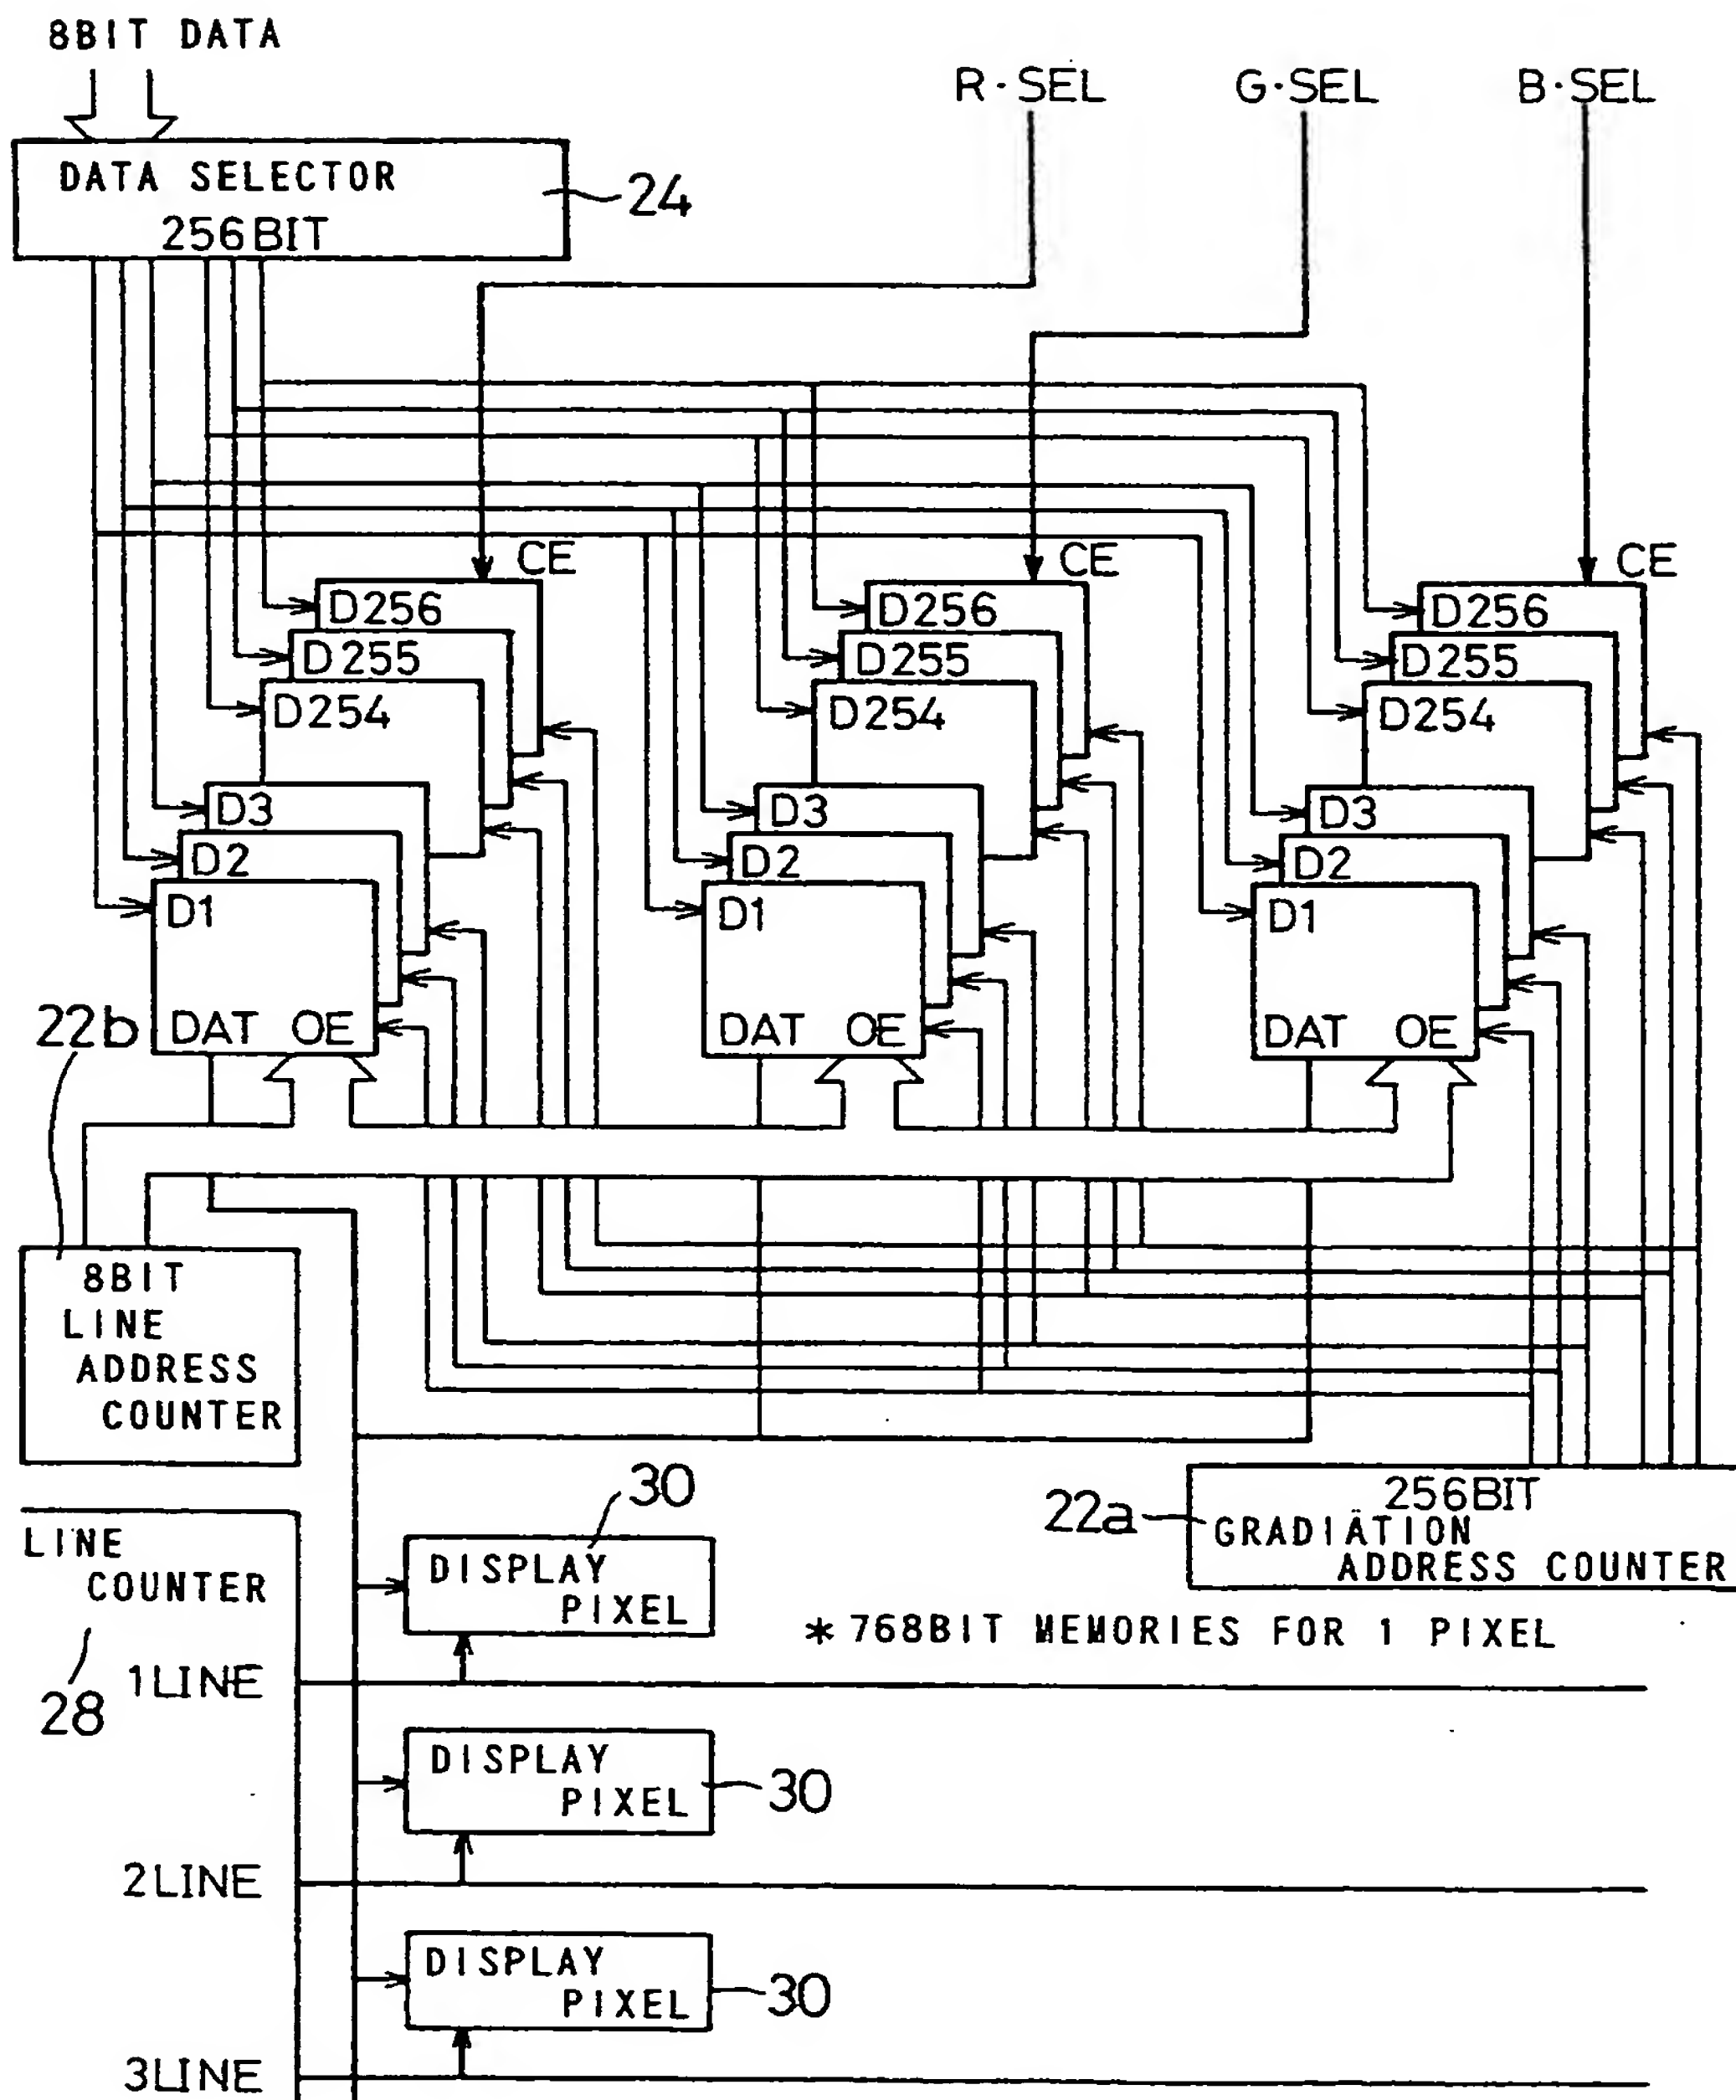 8BIT DATA
R·SEL G·SEL B·SEL
DATA SELECTOR
256BIT
24
CE CE CE
D256 D256 D256
D255 D255 D255
D254 D254 D254
D3 D3 D3
D2 D2 D2
D1 D1 D1
22b
DAT OE DAT OE DAT OE
8BIT
LINE
ADDRESS
COUNTER
30
22a
256BIT
GRADIATION
ADDRESS COUNTER
LINE
COUNTER
28
DISPLAY
PIXEL
*768BIT MEMORIES FOR 1 PIXEL
1LINE
DISPLAY
PIXEL
30
2LINE
DISPLAY
PIXEL
30
3LINE